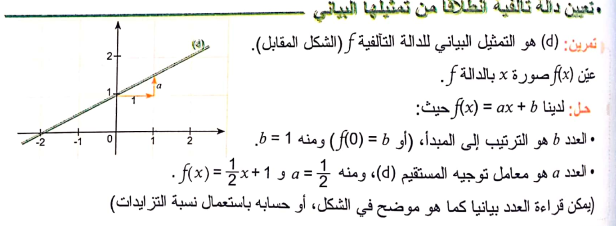 • تعيين دالة تآلفية انطلاقا من تمثيلها البياني
تمرين: (d) هو التمثيل البياني للدالة التآلفية f (الشكل المقابل).
عيّن f(x) صورة x بالدالة f.
حل: لدينا f(x) = ax + b حيث:
• العدد b هو الترتيب إلى المبدأ، (أو f(0) = b) ومنه b = 1.
• العدد a هو معامل توجيه المستقيم (d)، ومنه a = 1/2 و f(x) = 1/2 x + 1 .
(يمكن قراءة العدد بيانيا كما هو موضح في الشكل، أو حسابه باستعمال نسبة التزايدات)
(d)
2
a
1
1
-2 -1 0 1 2